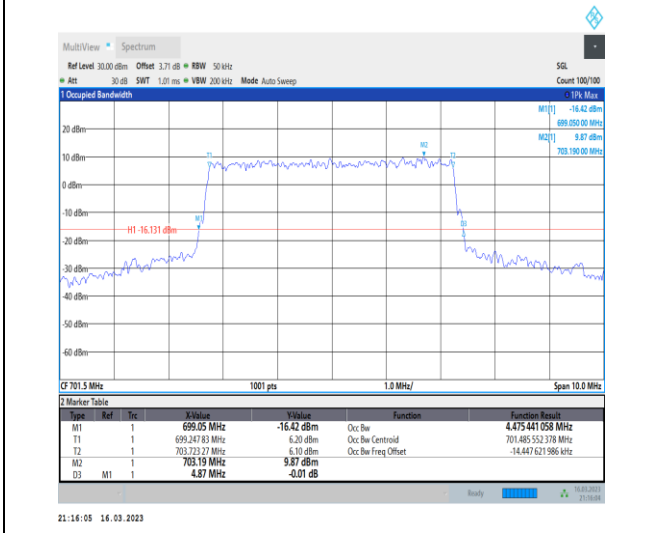 MultiView Spectrum
Ref Level 30.00 dBm Offset 3.71 dB RBW 50 kHz SGL
Att 30 dB SWT 1.01 ms VBW 200 kHz Mode Auto Sweep Count 100/100
1 Occupied Bandwidth 1Pk Max
M1[1] -16.42 dBm
699.050 00 MHz
M2[1] 9.87 dBm
703.190 00 MHz
20 dBm
M2
10 dBm T1 T2
0 dBm
-10 dBm
M1
D3
H1 -16.131 dBm
-20 dBm
-30 dBm
-40 dBm
-50 dBm
-60 dBm
CF 701.5 MHz 1001 pts 1.0 MHz/ Span 10.0 MHz
2 Marker Table
Type Ref Trc X-Value Y-Value Function Function Result
M1 1 699.05 MHz -16.42 dBm Occ Bw 4.475 441 058 MHz
T1 1 699.247 83 MHz 6.20 dBm Occ Bw Centroid 701.485 552 378 MHz
T2 1 703.723 27 MHz 6.10 dBm Occ Bw Freq Offset -14.447 621 986 kHz
M2 1 703.19 MHz 9.87 dBm
D3 M1 1 4.87 MHz -0.01 dB
Ready 16.03.2023
21:16:04
21:16:05 16.03.2023